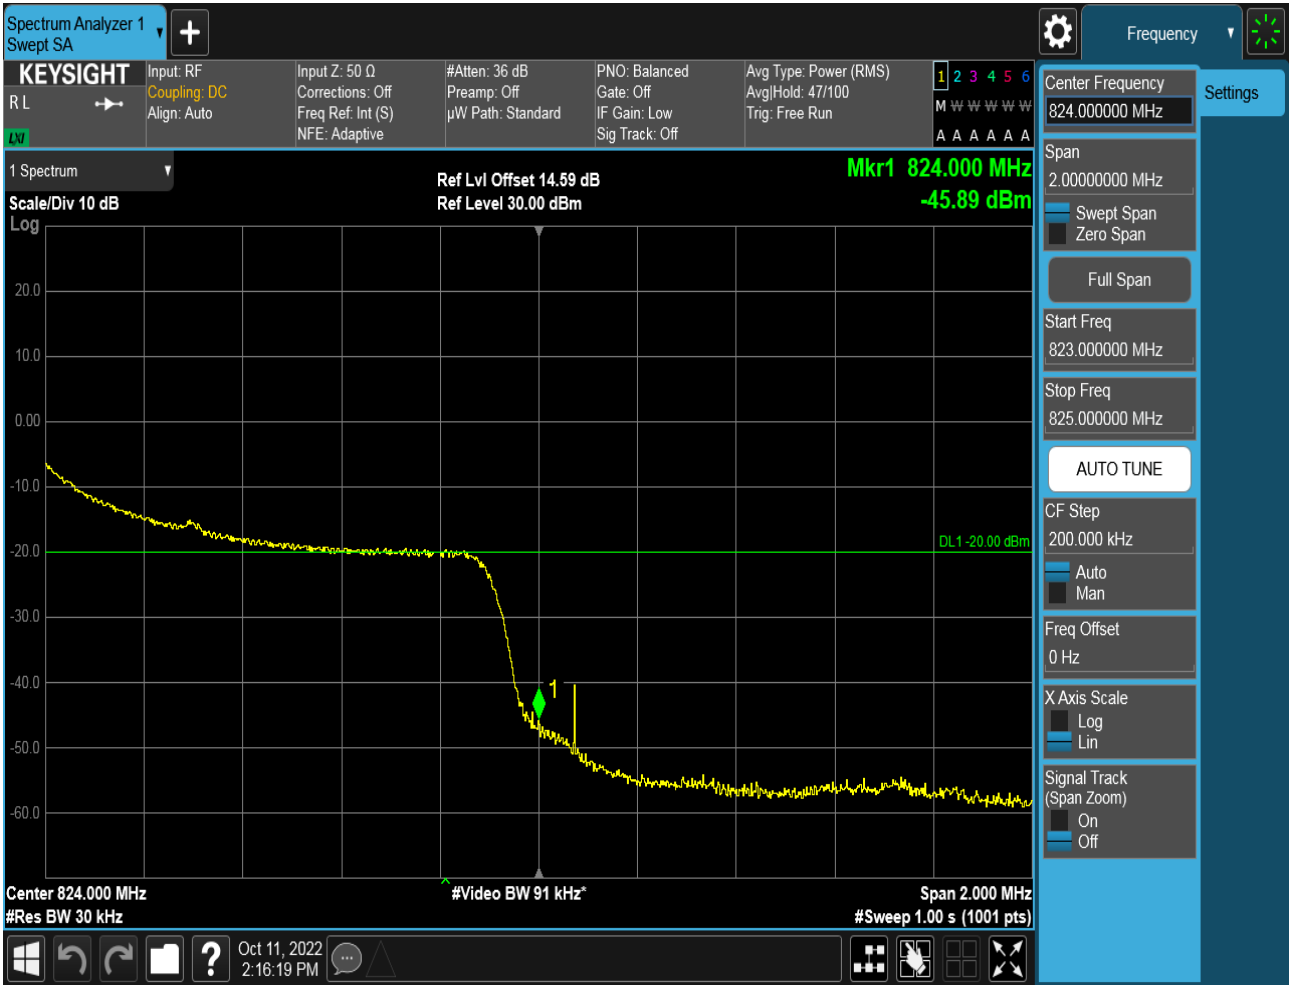 Spectrum Analyzer 1
Swept SA
Frequency
KEYSIGHT
R L
LXI
Input: RF
Coupling: DC
Align: Auto
Input Z: 50 Ω
Corrections: Off
Freq Ref: Int (S)
NFE: Adaptive
#Atten: 36 dB
Preamp: Off
µW Path: Standard
PNO: Balanced
Gate: Off
IF Gain: Low
Sig Track: Off
Avg Type: Power (RMS)
Avg|Hold: 47/100
Trig: Free Run
1 2 3 4 5 6
M W W W W W
A A A A A A
1 Spectrum
Scale/Div 10 dB
Log
Ref Lvl Offset 14.59 dB
Ref Level 30.00 dBm
Mkr1 824.000 MHz
-45.89 dBm
20.0
10.0
0.00
-10.0
-20.0
-30.0
-40.0
-50.0
-60.0
DL1 -20.00 dBm
1
Center 824.000 MHz
#Res BW 30 kHz
#Video BW 91 kHz*
Span 2.000 MHz
#Sweep 1.00 s (1001 pts)
Center Frequency
824.000000 MHz
Settings
Span
2.00000000 MHz
Swept Span
Zero Span
Full Span
Start Freq
823.000000 MHz
Stop Freq
825.000000 MHz
AUTO TUNE
CF Step
200.000 kHz
Auto
Man
Freq Offset
0 Hz
X Axis Scale
Log
Lin
Signal Track
(Span Zoom)
On
Off
?
Oct 11, 2022
2:16:19 PM